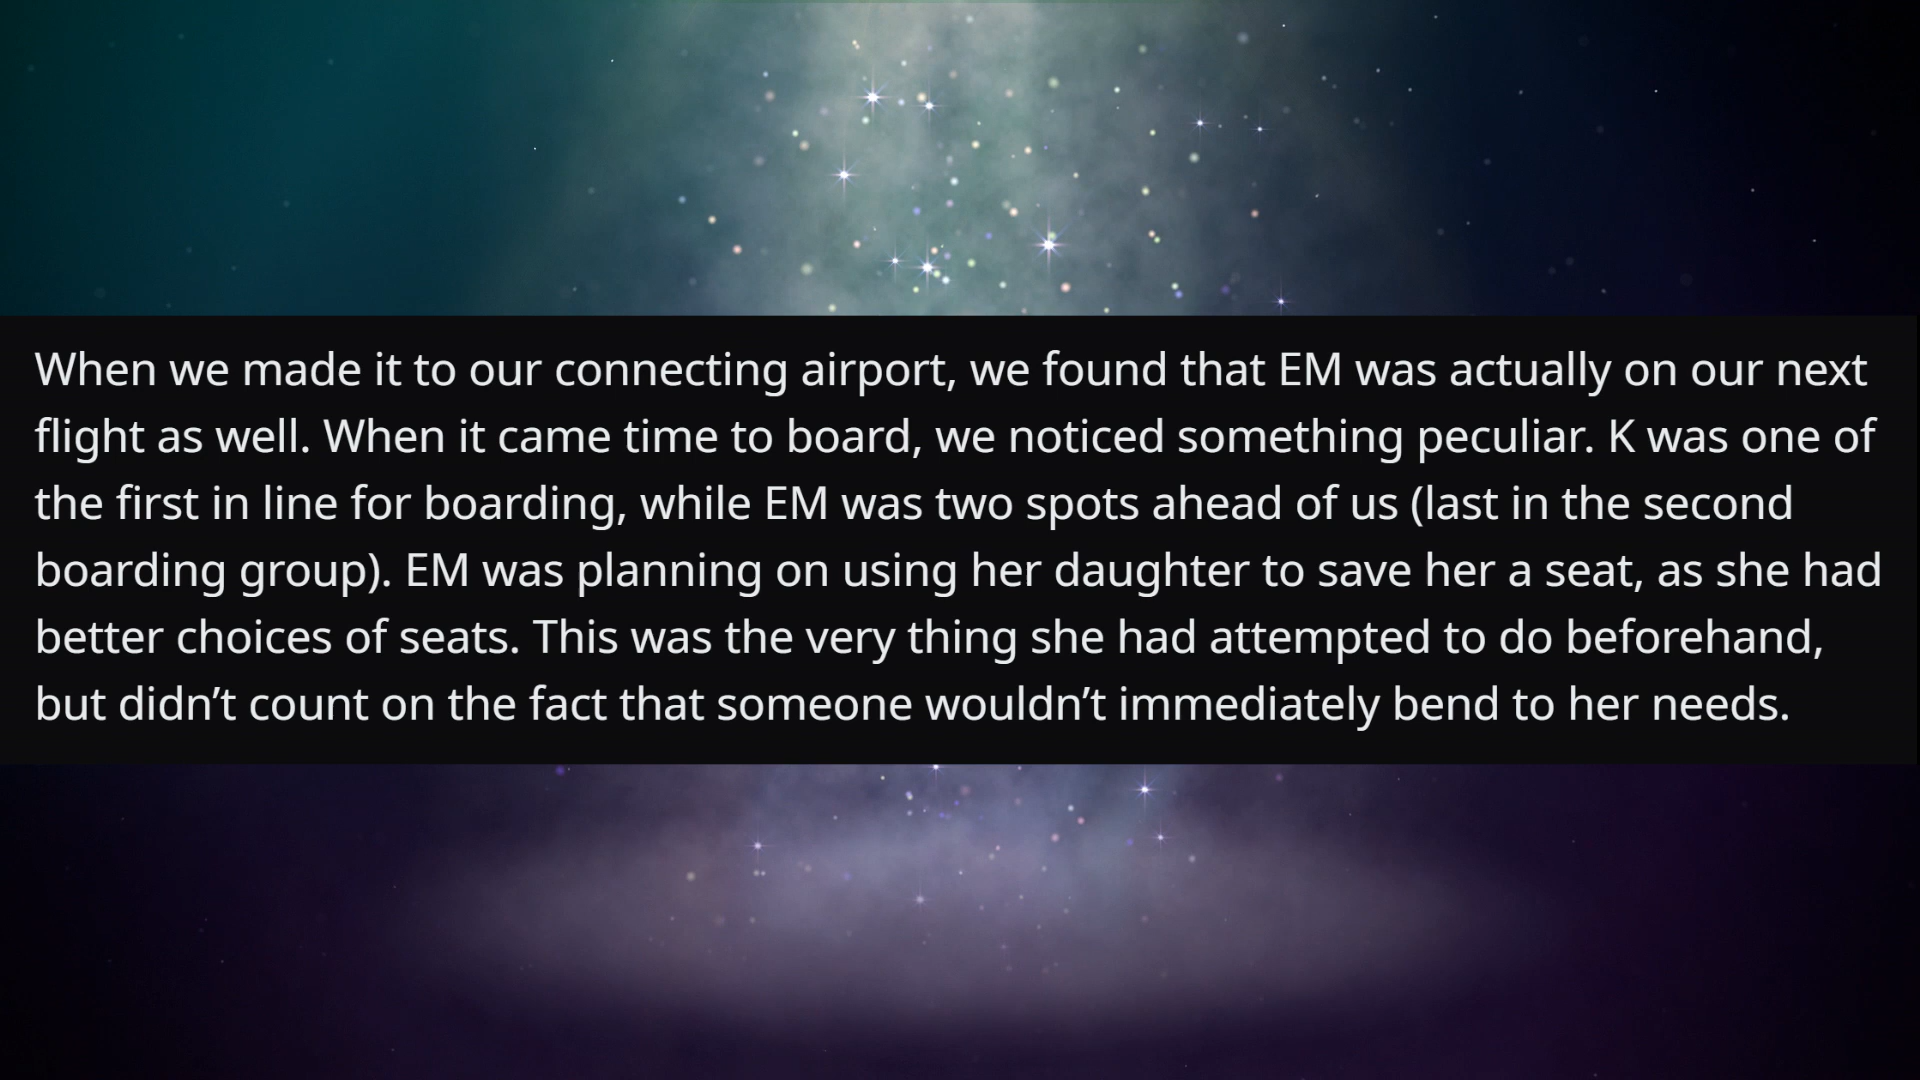 When we made it to our connecting airport, we found that EM was actually on our next
flight as well. When it came time to board, we noticed something peculiar. K was one of
the first in line for boarding, while EM was two spots ahead of us (last in the second
boarding group). EM was planning on using her daughter to save her a seat, as she had
better choices of seats. This was the very thing she had attempted to do beforehand,
but didn’t count on the fact that someone wouldn’t immediately bend to her needs.